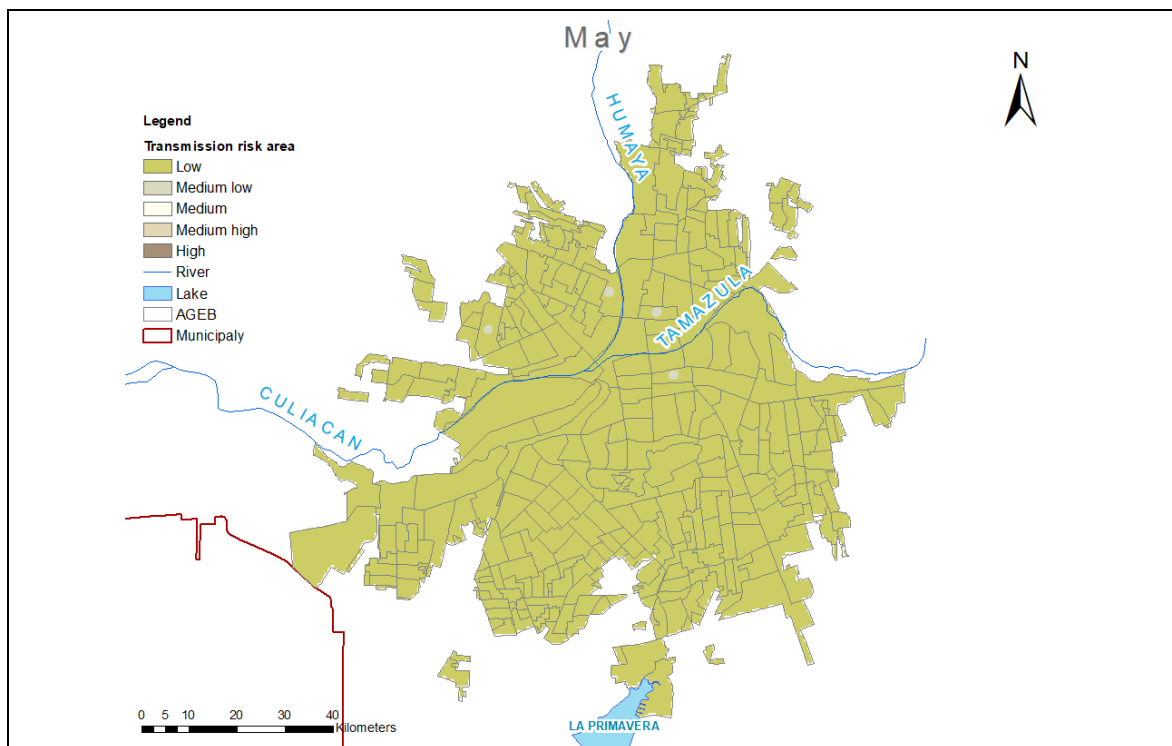 May
N
HUMAYA
Legend
Transmission risk area
Low
Medium low
Medium
Medium high
High
River
Lake
AGEB
Municipaly
TAMAZULA
CULIACAN
0 5 10 20 30 40
Kilometers
LA PRIMAVERA